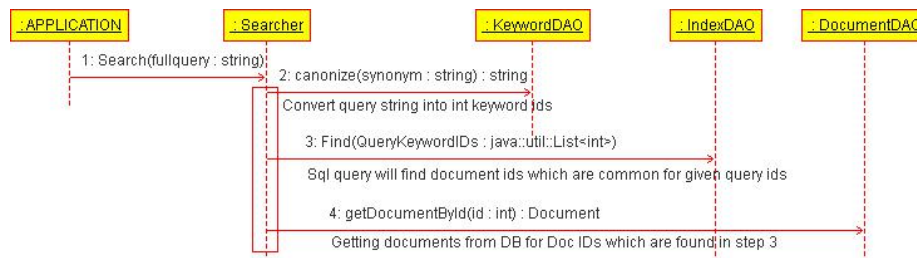 : APPLICATION
: Searcher
: KeywordDAO
: IndexDAO
: DocumentDAO
1: Search(fullquery : string)
2: canonize(synonym : string) : string
Convert query string into int keyword ids
3: Find(QueryKeywordIDs : java::util::List<int>)
Sql query will find document ids which are common for given query ids
4: getDocumentById(id : int) : Document
Getting documents from DB for Doc IDs which are found in step 3